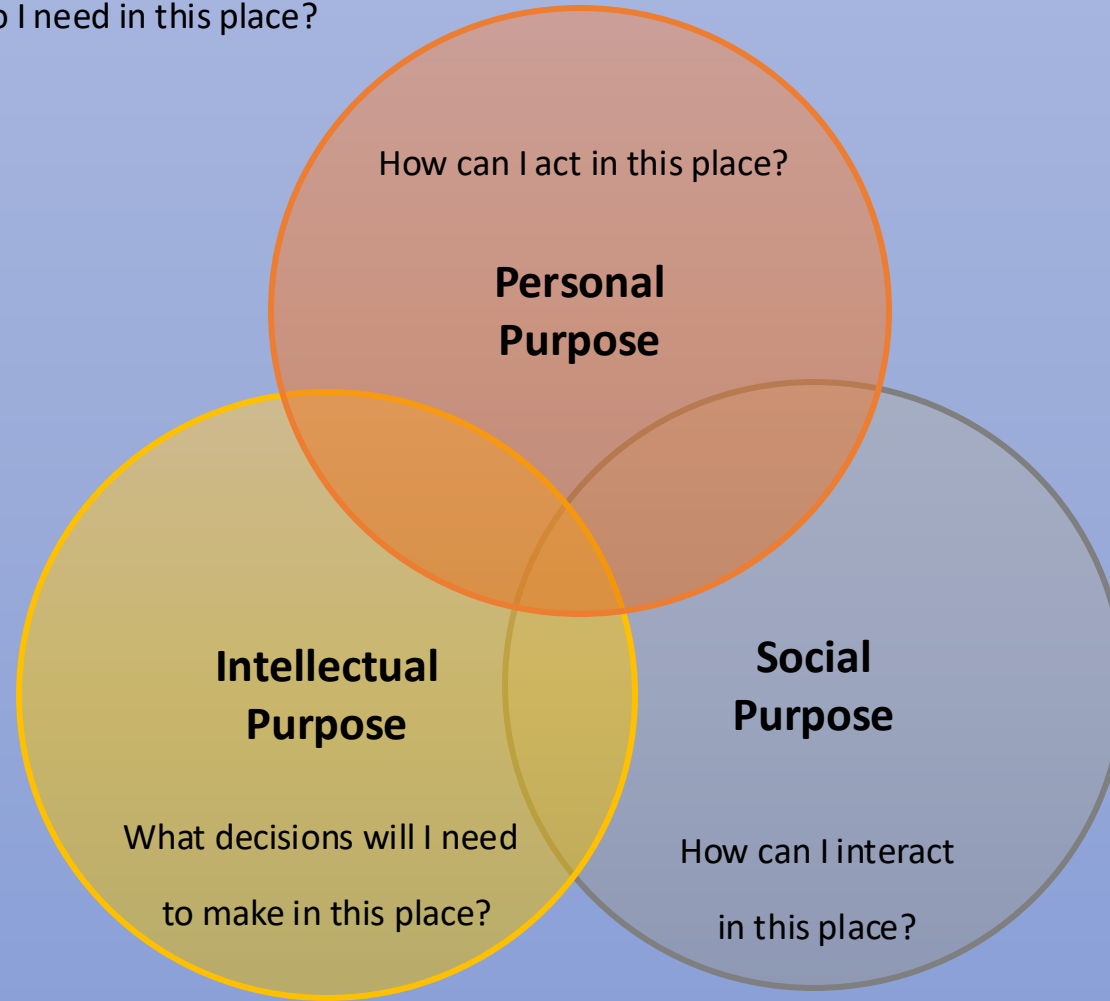 I need in this place?
How can I act in this place?
Personal
Purpose
Intellectual
Purpose
What decisions will I need
to make in this place?
Social
Purpose
How can I interact
in this place?